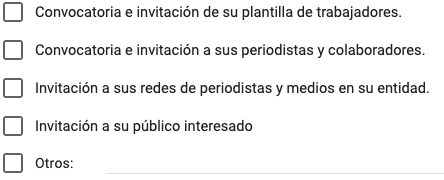 Convocatoria e invitación de su plantilla de trabajadores.
Convocatoria e invitación a sus periodistas y colaboradores.
Invitación a sus redes de periodistas y medios en su entidad.
Invitación a su público interesado
Otros: